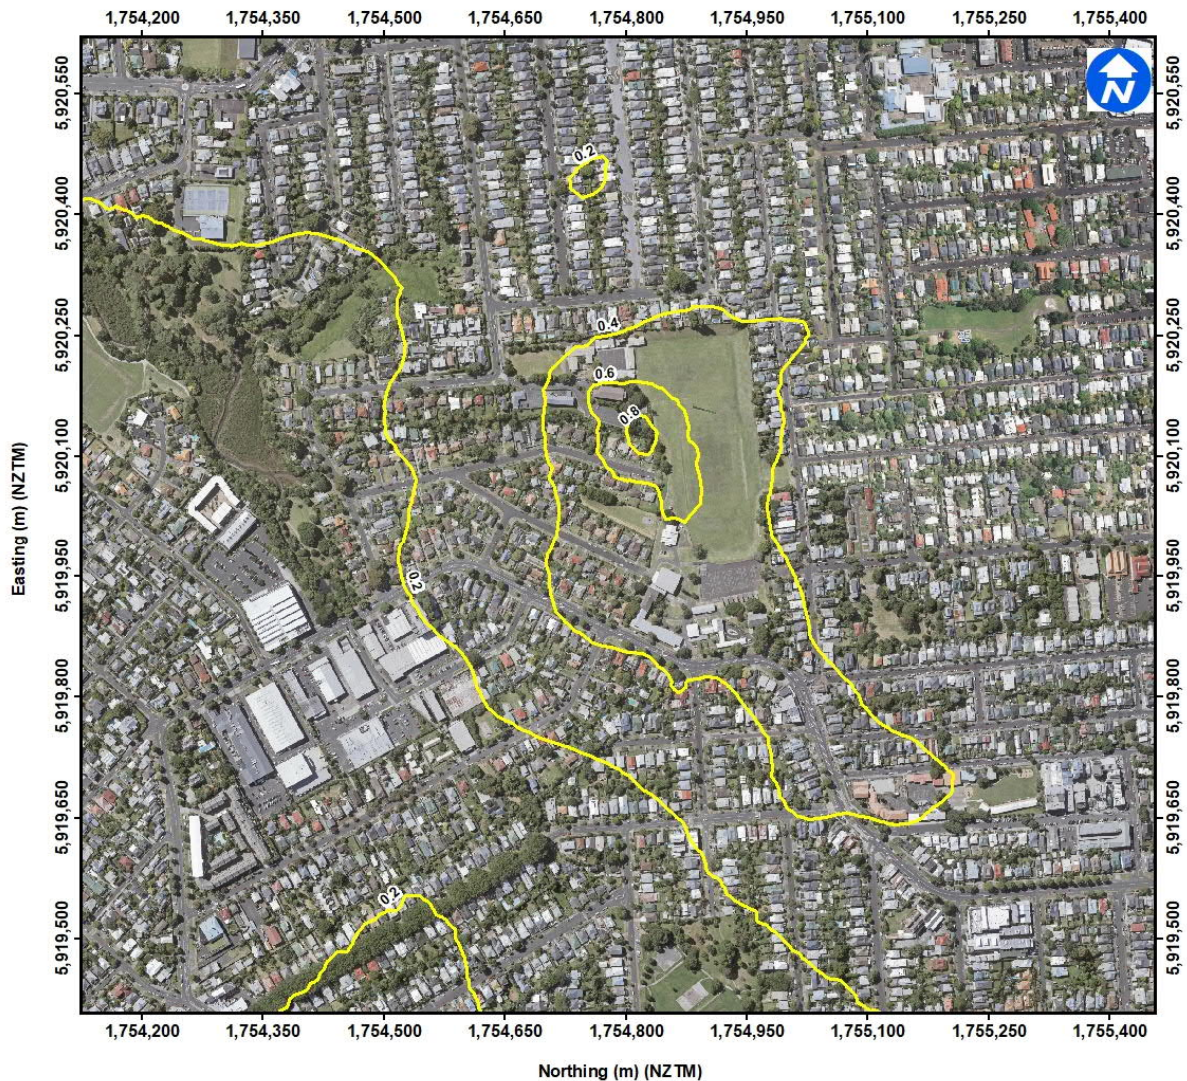 1,754,200 1,754,350 1,754,500 1,754,650 1,754,800 1,754,950 1,755,100 1,755,250 1,755,400
N
5,920,550 5,920,550
0.2
5,920,400 5,920,400
0.4
5,920,250 5,920,250
0.6
0.8
5,920,100 5,920,100
Easting (m) (NZTM)
0.2
5,919,950 5,919,950
5,919,800 5,919,800
5,919,650 5,919,650
0.2
5,919,500 5,919,500
1,754,200 1,754,350 1,754,500 1,754,650 1,754,800 1,754,950 1,755,100 1,755,250 1,755,400
Northing (m) (NZTM)